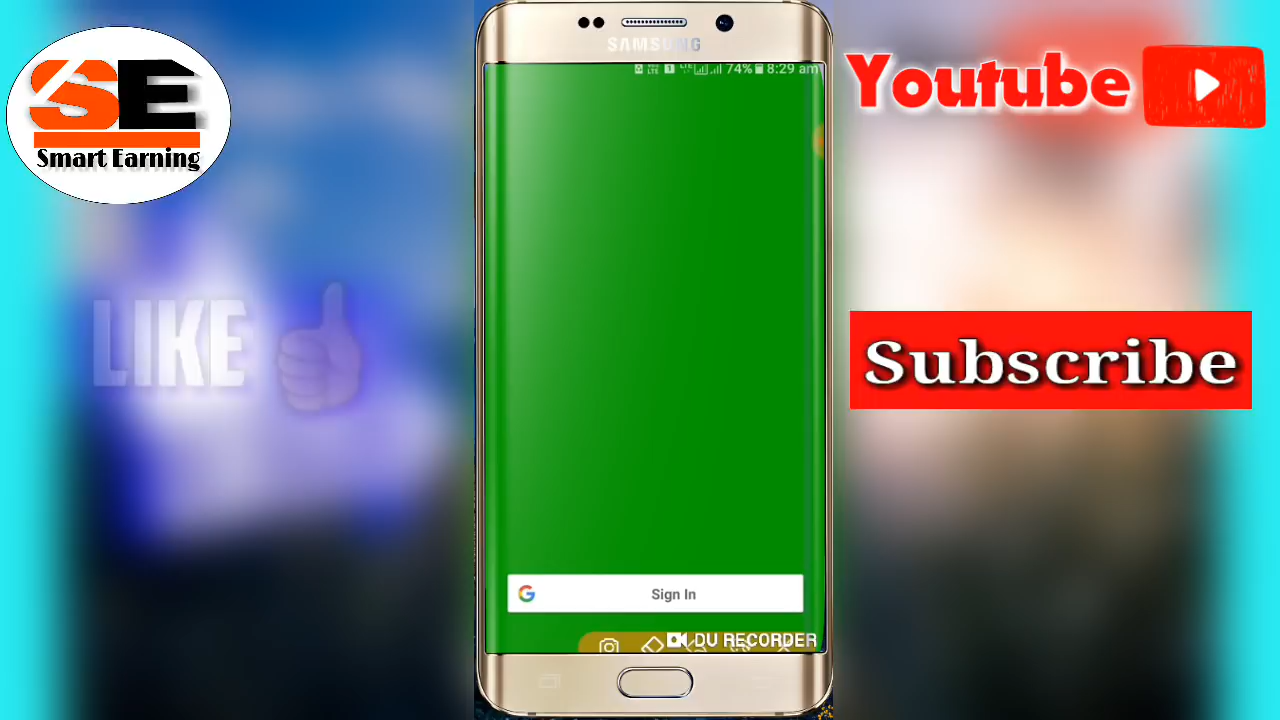 SE
Smart Earning
SAMSUNG
74% 8:29 am
Youtube
LIKE
Subscribe
Sign In
DU RECORDER